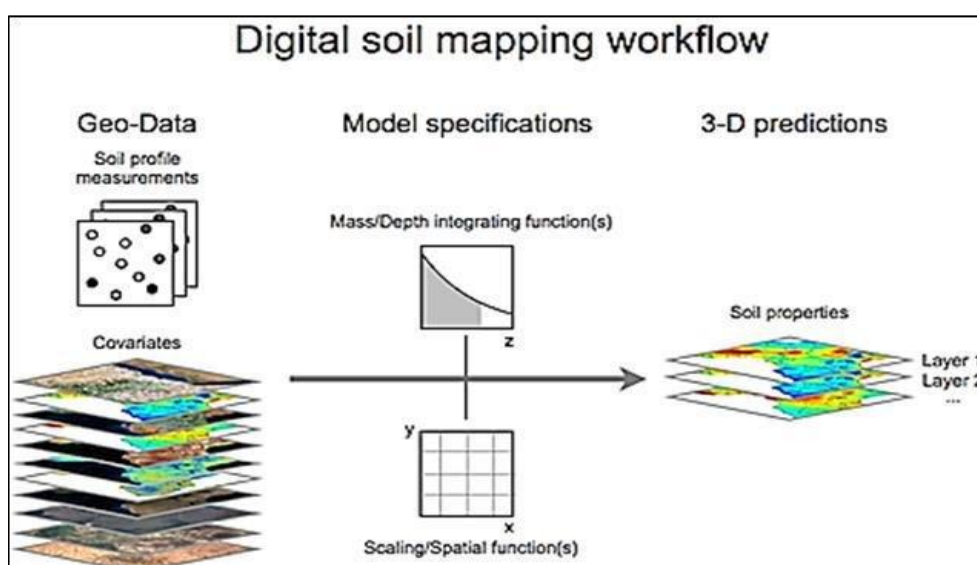 Digital soil mapping workflow
Geo-Data
Model specifications
3-D predictions
Soil profile
measurements
Mass/Depth integrating function(s)
z
Covariates
Soil properties
Layer 1
Layer 2
...
y
x
Scaling/Spatial function(s)